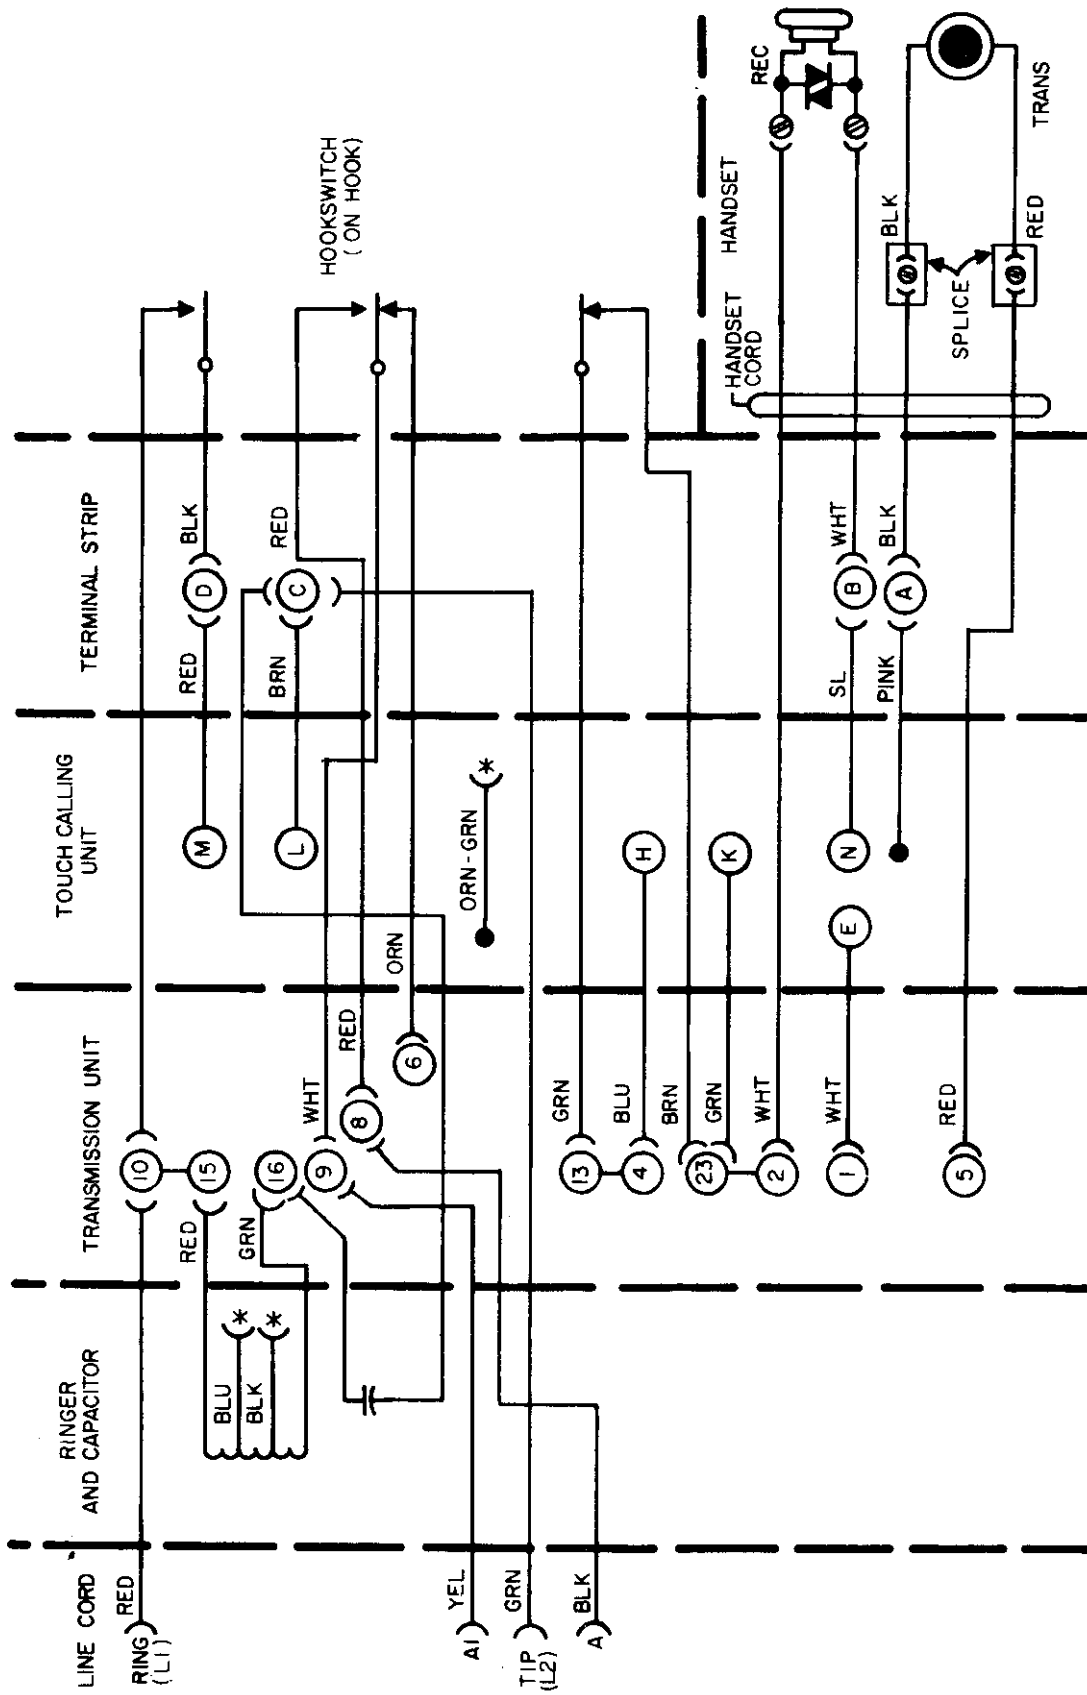 LINE CORD
RINGER
AND CAPACITOR
TRANSMISSION UNIT
TOUCH CALLING
UNIT
TERMINAL STRIP
HOOKSWITCH
(ON HOOK)
RING
(L1)
RED
10
15
RED
BLU
*
BLK
*
GRN
16
9
WHT
8
RED
6
ORN
M
RED
D
BLK
L
BRN
C
RED
ORN-GRN
*
A1
YEL
TIP
(L2)
GRN
A
BLK
13
GRN
4
BLU
H
23
BRN
GRN
K
2
WHT
1
WHT
E
N
SL
B
WHT
PINK
A
BLK
5
RED
HANDSET
CORD
HANDSET
REC
BLK
SPLICE
RED
TRANS